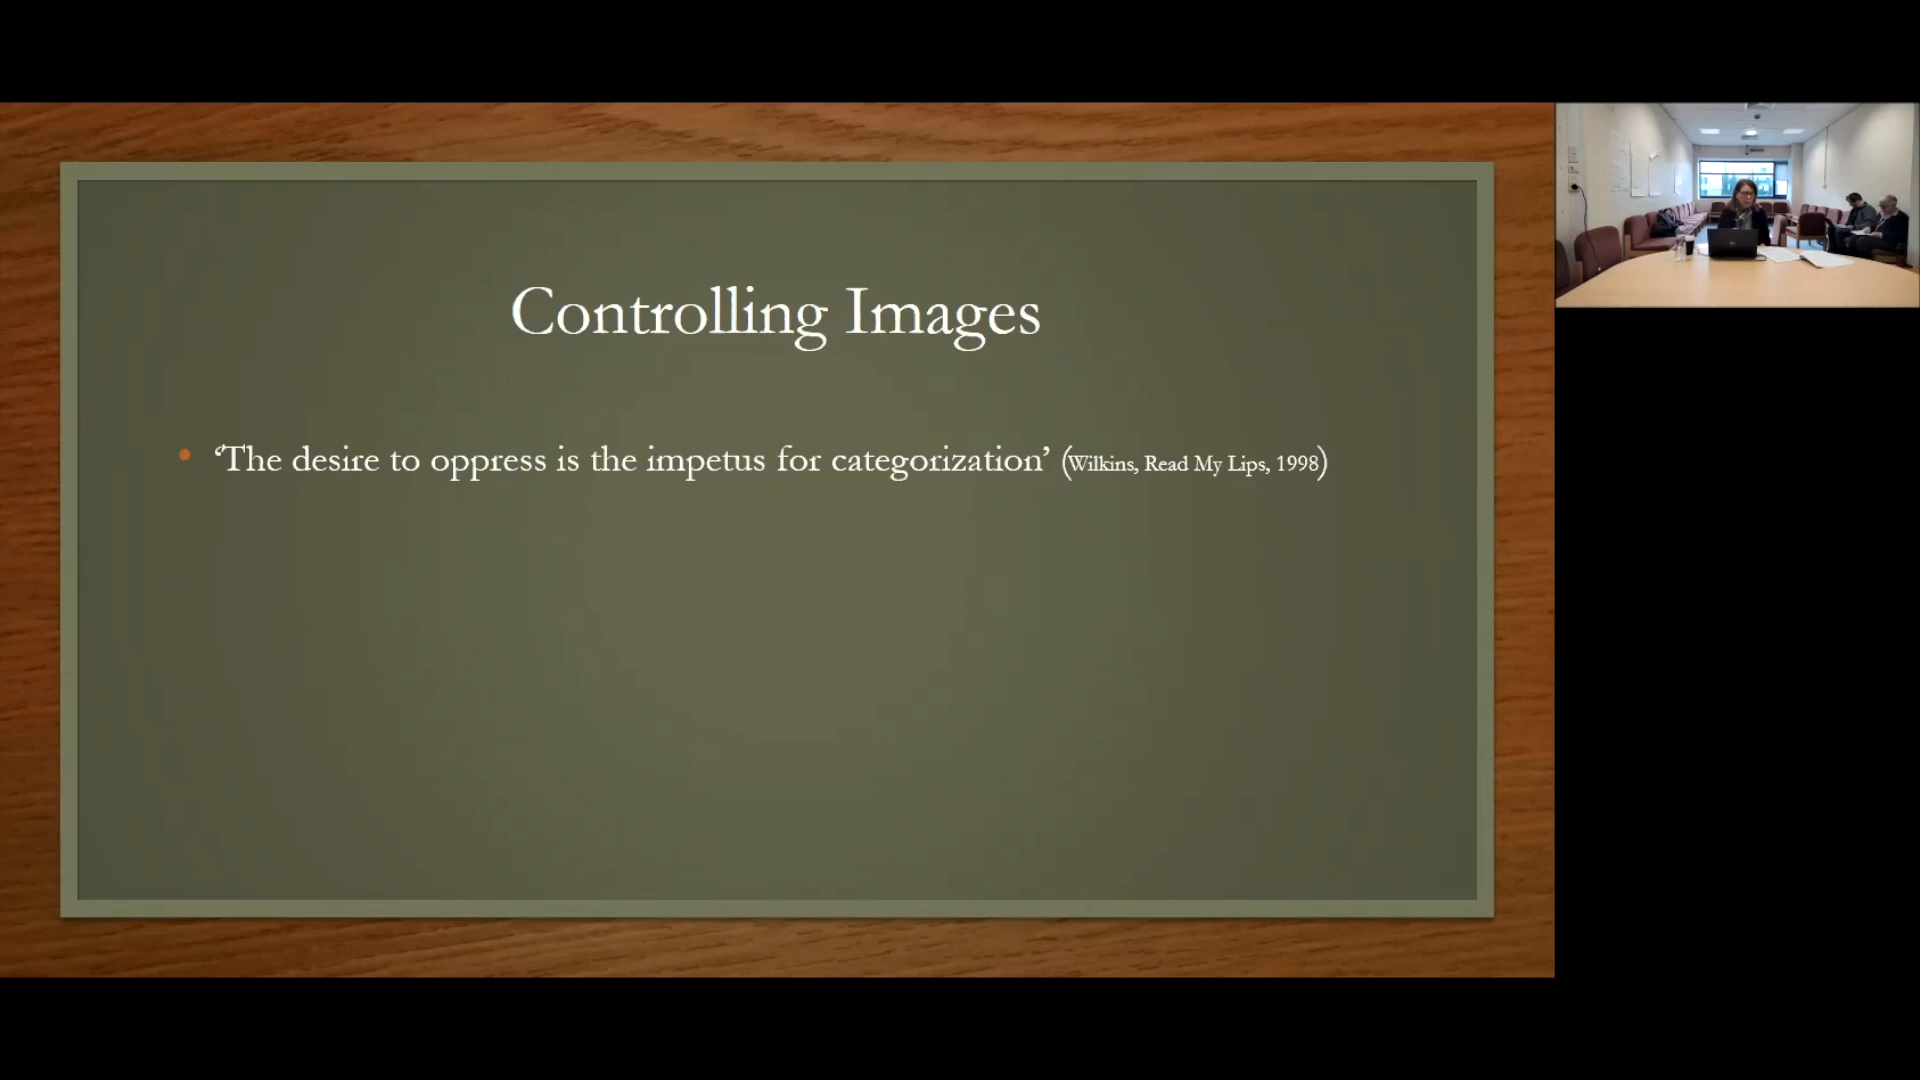 Controlling Images
• ‘The desire to oppress is the impetus for categorization’ (Wilkins, Read My Lips, 1998)